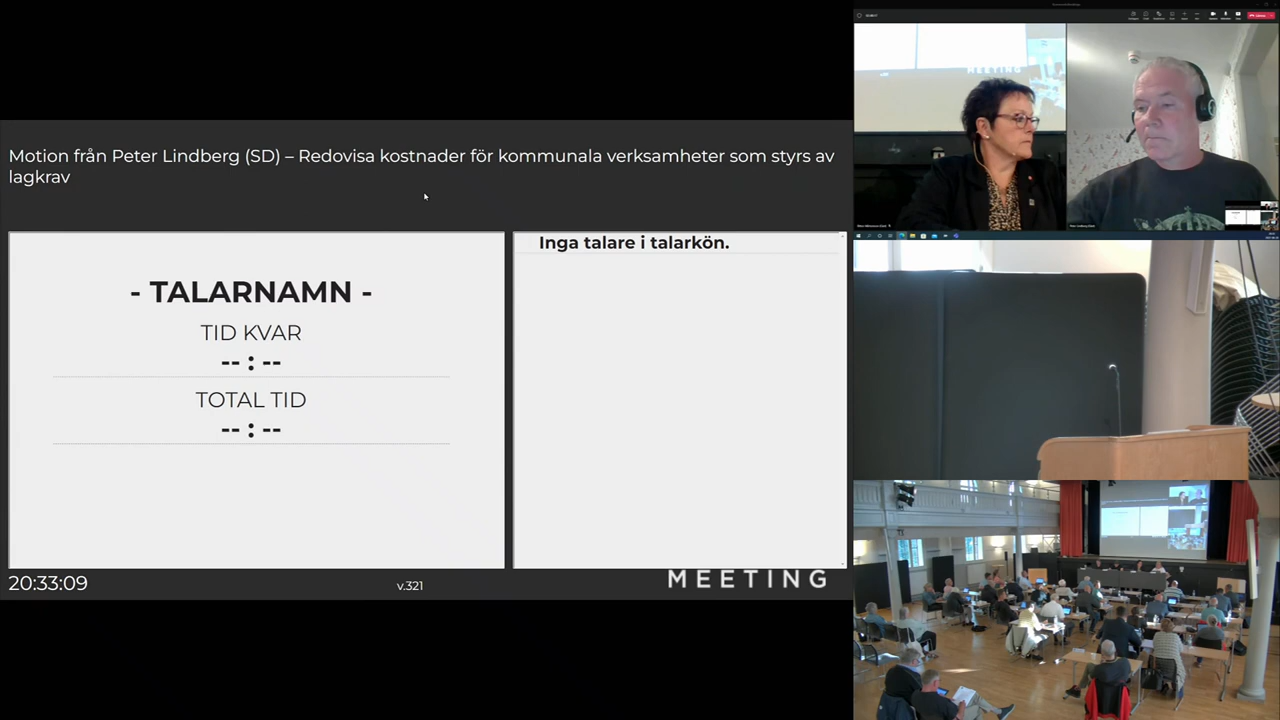 Motion från Peter Lindberg (SD) – Redovisa kostnader för kommunala verksamheter som styrs av
lagkrav
- TALARNAMN -
TID KVAR
-- : --
TOTAL TID
-- : --
Inga talare i talarkön.
20:33:09
v.321
MEETING
MEETING